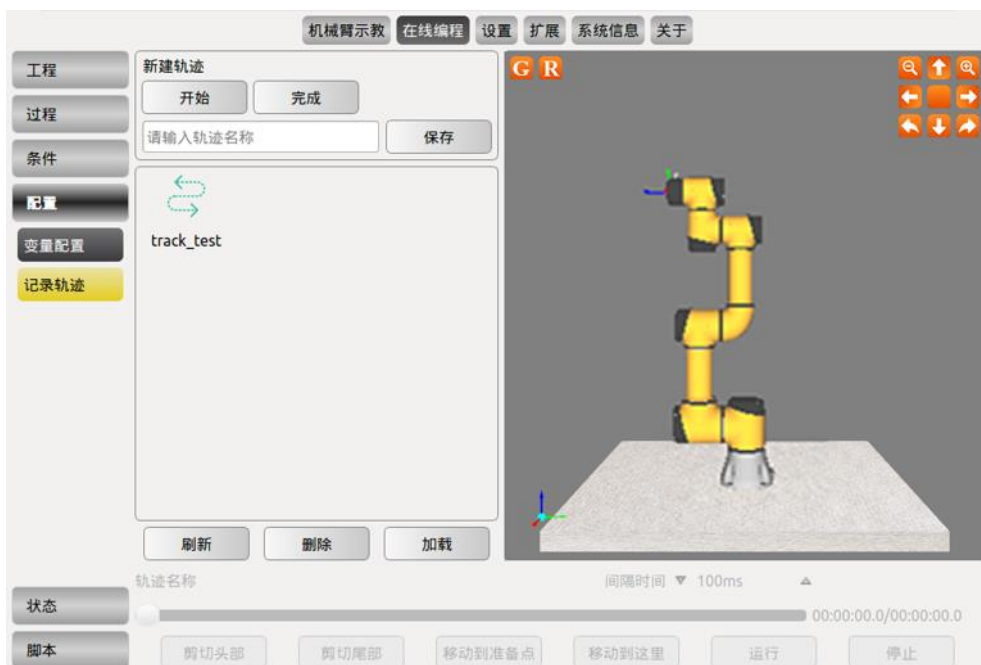 机械臂示教 在线编程 设置 扩展 系统信息 关于
工程
过程
条件
配置
变量配置
记录轨迹
状态
脚本
新建轨迹
开始 完成
请输入轨迹名称 保存
track_test
刷新 删除 加载
G R
轨迹名称 间隔时间 100ms
00:00:00.0/00:00:00.0
剪切头部 剪切尾部 移动到准备点 移动到这里 运行 停止